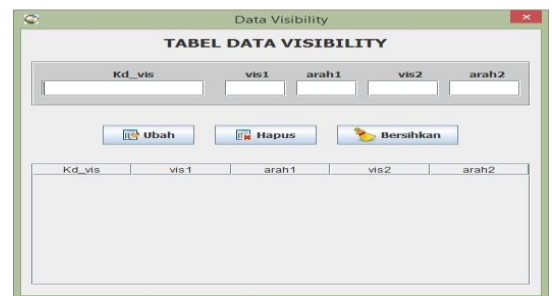 Data Visibility
TABEL DATA VISIBILITY
Kd_vis vis1 arah1 vis2 arah2
Ubah Hapus Bersihkan
Kd_vis vis1 arah1 vis2 arah2